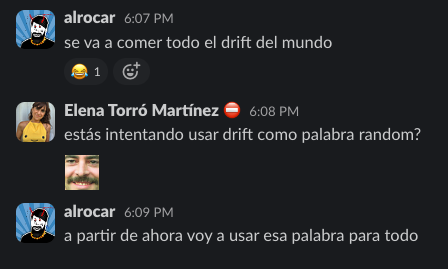 alrocar 6:07 PM
se va a comer todo el drift del mundo
😂 1
Elena Torró Martínez ⛔ 6:08 PM
estás intentando usar drift como palabra random?
alrocar 6:09 PM
a partir de ahora voy a usar esa palabra para todo